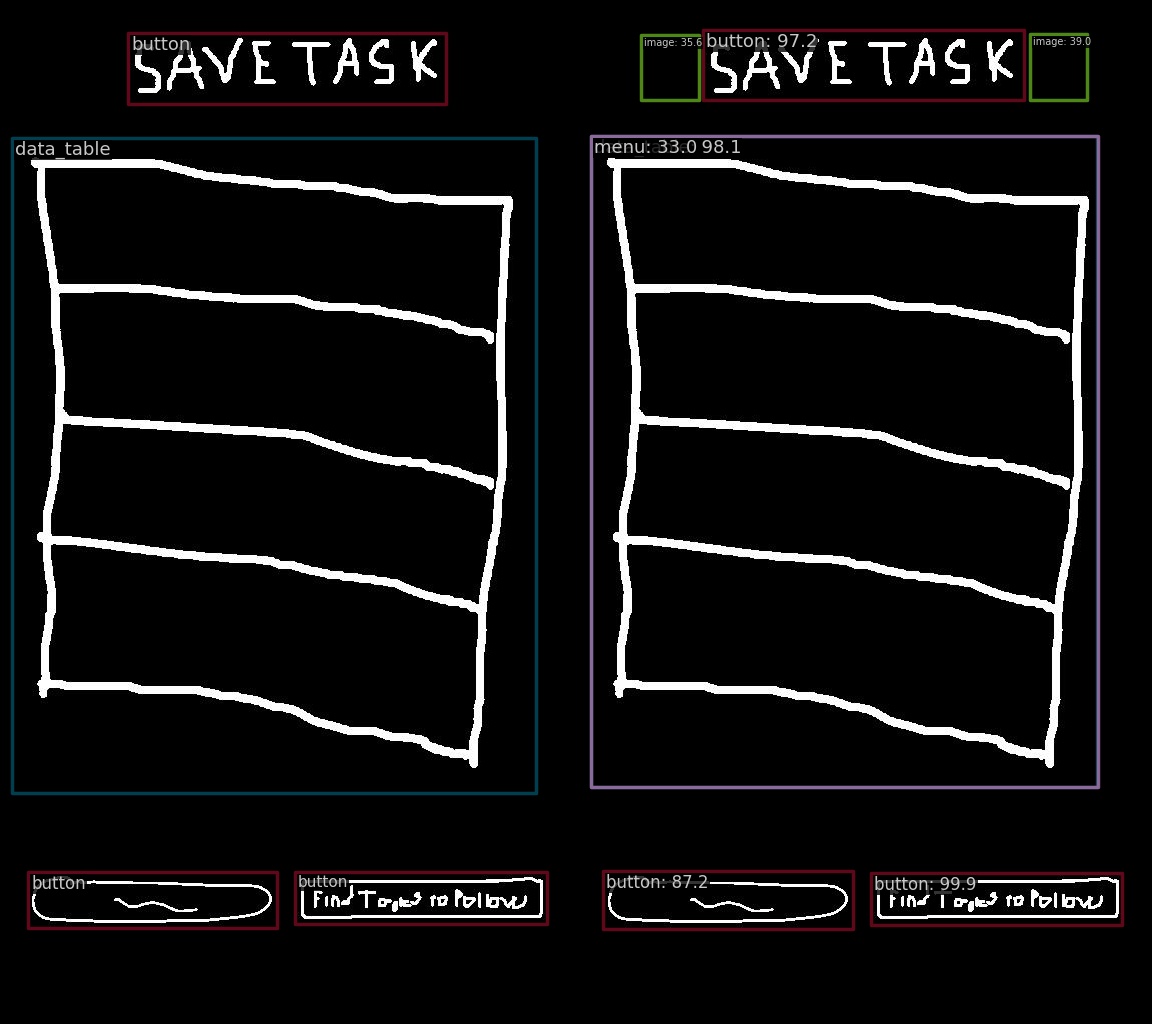 button
SAVE TASK
image: 35.6
button: 97.2
SAVE TASK
image: 39.0
data_table
menu: 33.0 98.1
button
button
Find Topics to Follow
button: 87.2
button: 99.9
Find Topics to Follow